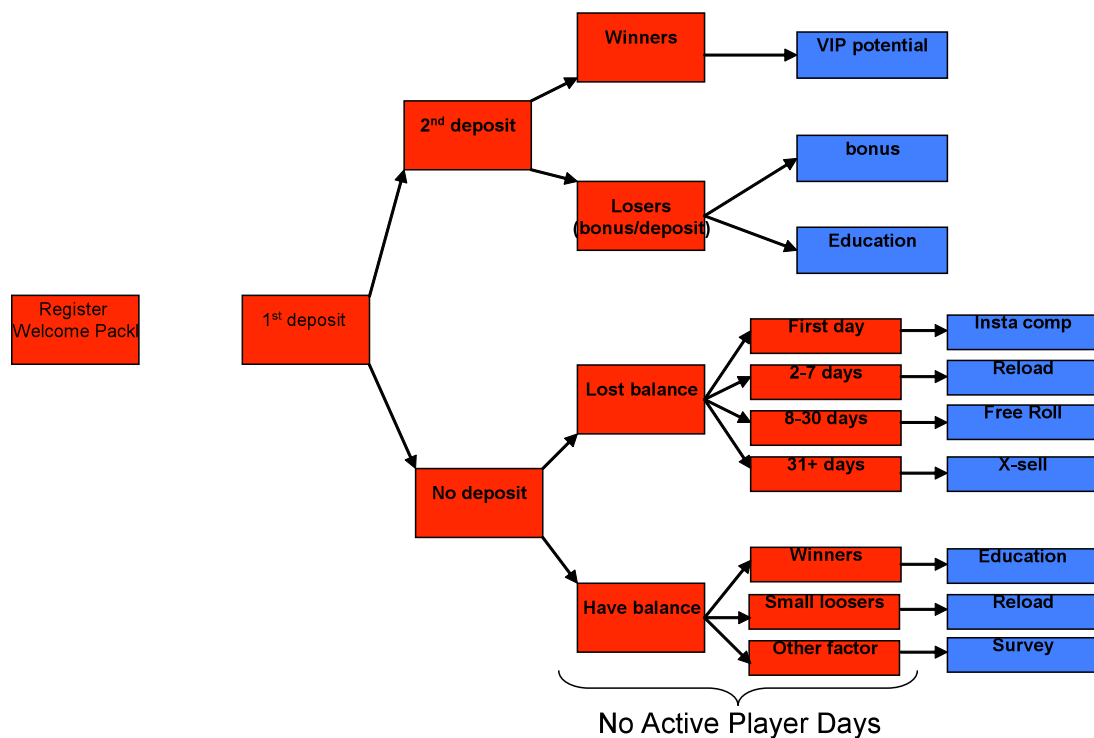 Winners
VIP potential
2nd deposit
bonus
Losers
(bonus/deposit)
Education
Register
Welcome Packl
1st deposit
First day
Insta comp
Lost balance
2-7 days
Reload
8-30 days
Free Roll
31+ days
X-sell
No deposit
Winners
Education
Have balance
Small loosers
Reload
Other factor
Survey
No Active Player Days